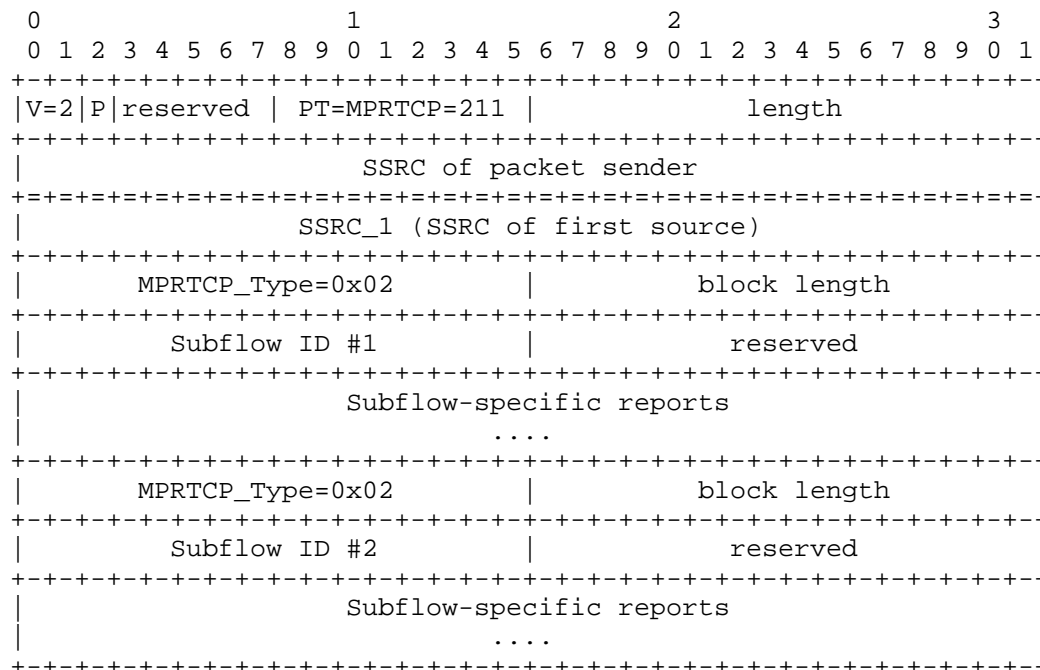 0                   1                   2                   3
 0 1 2 3 4 5 6 7 8 9 0 1 2 3 4 5 6 7 8 9 0 1 2 3 4 5 6 7 8 9 0 1
+-+-+-+-+-+-+-+-+-+-+-+-+-+-+-+-+-+-+-+-+-+-+-+-+-+-+-+-+-+-+-+--
|V=2|P|reserved |  PT=MPRTCP=211 |             length
+-+-+-+-+-+-+-+-+-+-+-+-+-+-+-+-+-+-+-+-+-+-+-+-+-+-+-+-+-+-+-+--
|                     SSRC of packet sender
+=+=+=+=+=+=+=+=+=+=+=+=+=+=+=+=+=+=+=+=+=+=+=+=+=+=+=+=+=+=+=+=-
|                 SSRC_1 (SSRC of first source)
+-+-+-+-+-+-+-+-+-+-+-+-+-+-+-+-+-+-+-+-+-+-+-+-+-+-+-+-+-+-+-+--
|       MPRTCP_Type=0x02        |          block length
+-+-+-+-+-+-+-+-+-+-+-+-+-+-+-+-+-+-+-+-+-+-+-+-+-+-+-+-+-+-+-+--
|         Subflow ID #1         |            reserved
+-+-+-+-+-+-+-+-+-+-+-+-+-+-+-+-+-+-+-+-+-+-+-+-+-+-+-+-+-+-+-+--
|                    Subflow-specific reports
|                             ....
+-+-+-+-+-+-+-+-+-+-+-+-+-+-+-+-+-+-+-+-+-+-+-+-+-+-+-+-+-+-+-+--
|       MPRTCP_Type=0x02        |          block length
+-+-+-+-+-+-+-+-+-+-+-+-+-+-+-+-+-+-+-+-+-+-+-+-+-+-+-+-+-+-+-+--
|         Subflow ID #2         |            reserved
+-+-+-+-+-+-+-+-+-+-+-+-+-+-+-+-+-+-+-+-+-+-+-+-+-+-+-+-+-+-+-+--
|                    Subflow-specific reports
|                             ....
+-+-+-+-+-+-+-+-+-+-+-+-+-+-+-+-+-+-+-+-+-+-+-+-+-+-+-+-+-+-+-+--